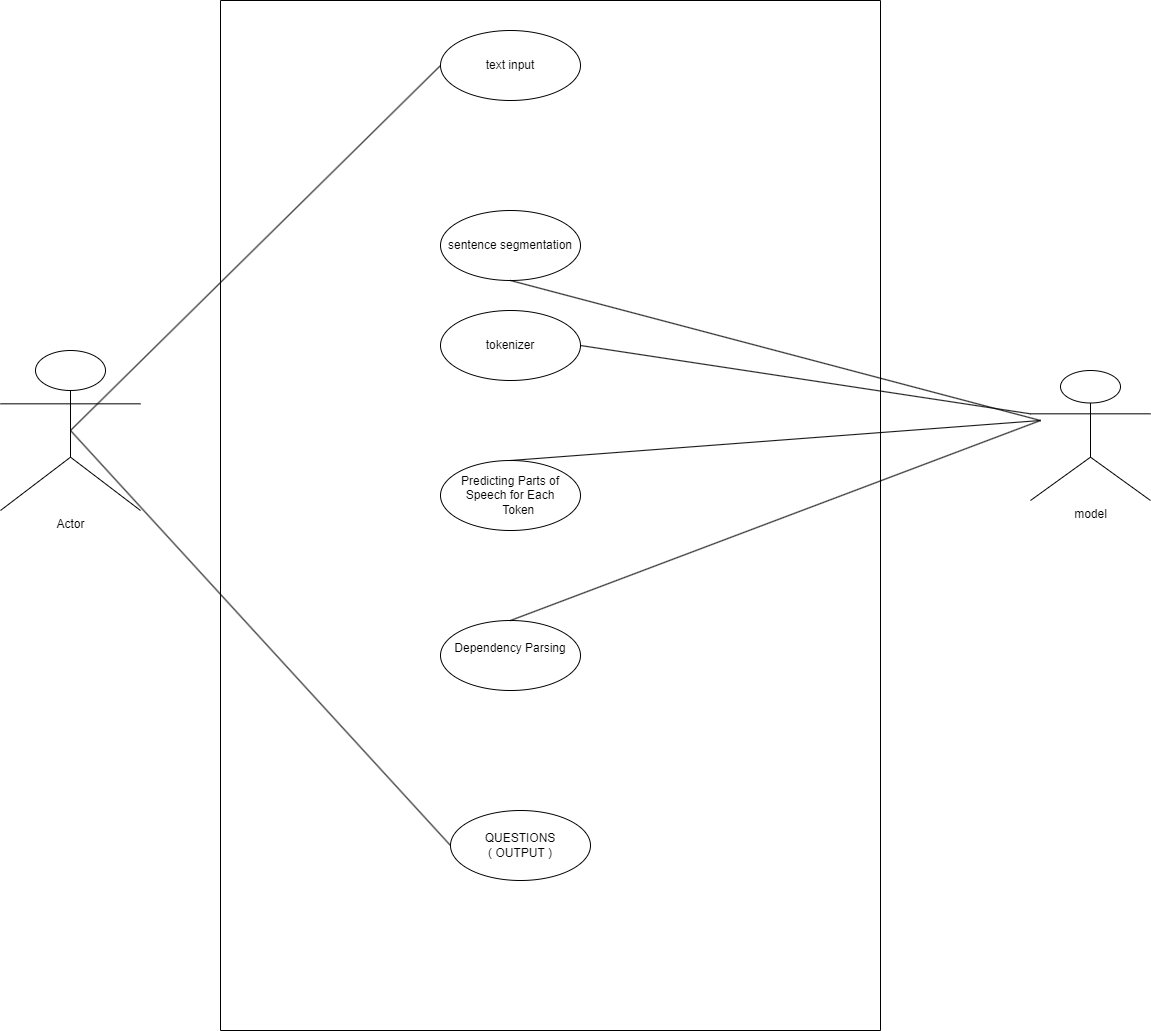 text input
sentence segmentation
tokenizer
Predicting Parts of
Speech for Each
Token
Dependency Parsing
QUESTIONS
( OUTPUT )
Actor
model